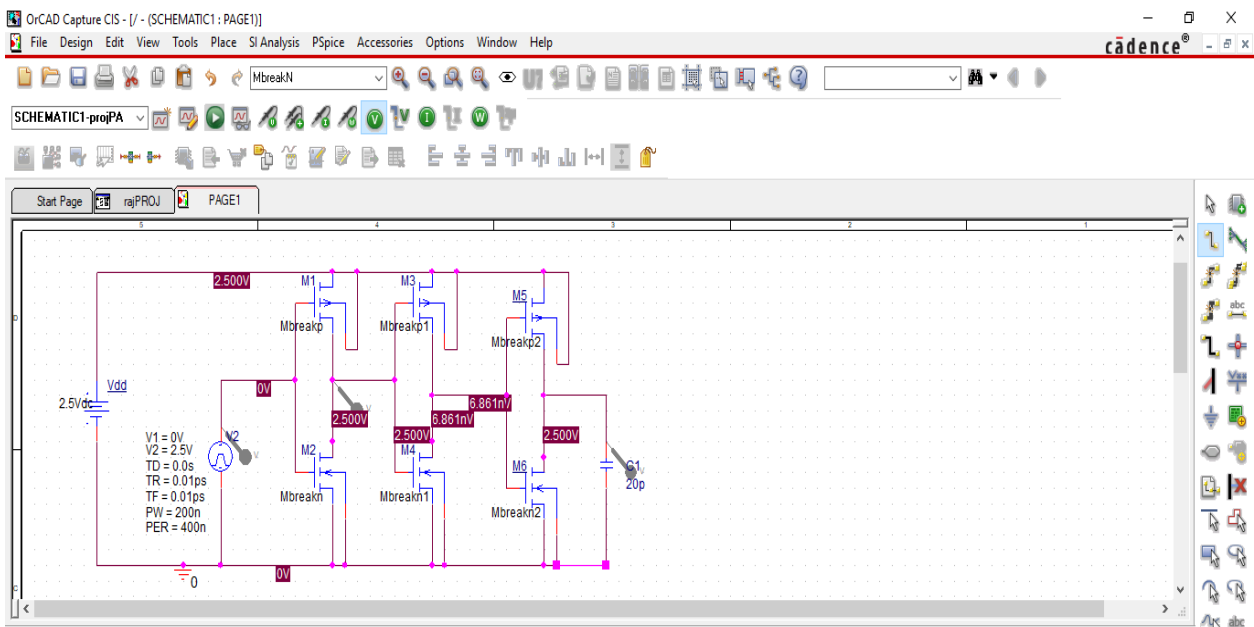 OrCAD Capture CIS - [/ - (SCHEMATIC1 : PAGE1)]
File Design Edit View Tools Place SI Analysis PSpice Accessories Options Window Help
cādence®
MbreakN
U?
SCHEMATIC1-projPA
V V I I W
Start Page rajPROJ PAGE1
5 4 3 2 1
2.500V
M1
M3
M5
Mbreakp
Mbreakp1
Mbreakp2
D
Vdd
2.5Vdc
0V
V
2.500V
6.861nV
6.861nV
2.500V
2.500V
V1 = 0V
V2 = 2.5V
TD = 0.0s
TR = 0.01ps
TF = 0.01ps
PW = 200n
PER = 400n
V2
V
M2
M4
M6
Mbreakn
Mbreakn1
Mbreakn2
C1
V
20p
0
0V
C
abc
abc